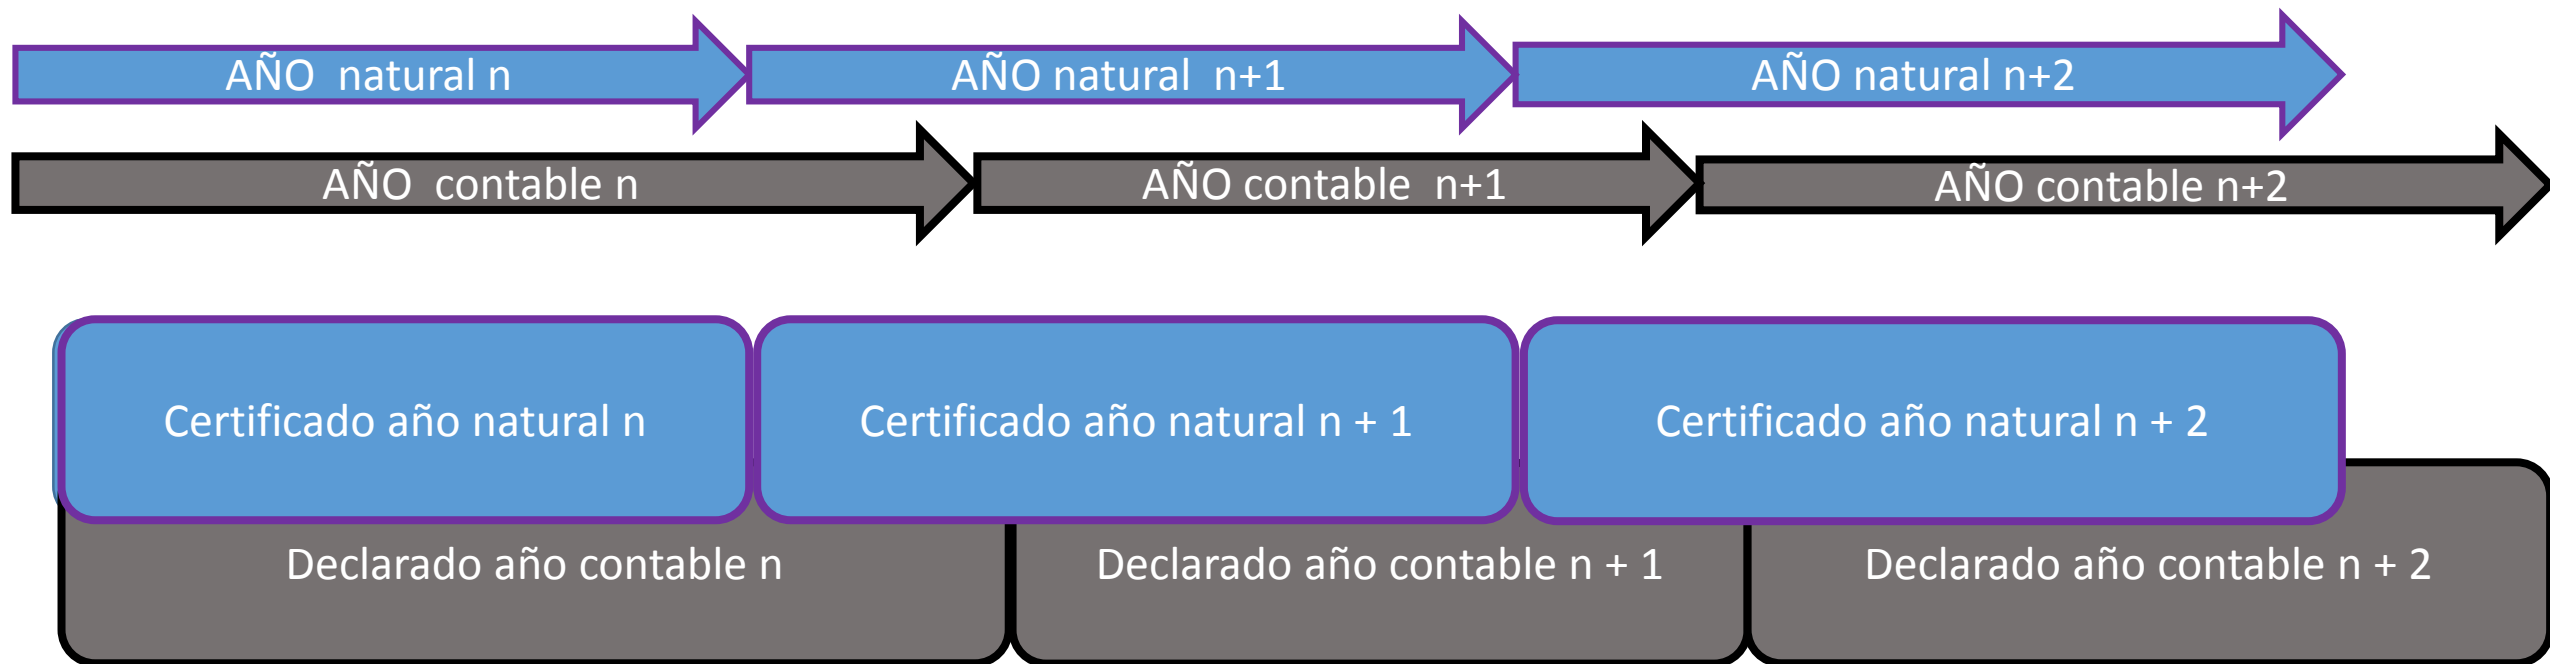 AÑO natural n
AÑO natural n+1
AÑO natural n+2
AÑO contable n
AÑO contable n+1
AÑO contable n+2
Certificado año natural n
Certificado año natural n + 1
Certificado año natural n + 2
Declarado año contable n
Declarado año contable n + 1
Declarado año contable n + 2